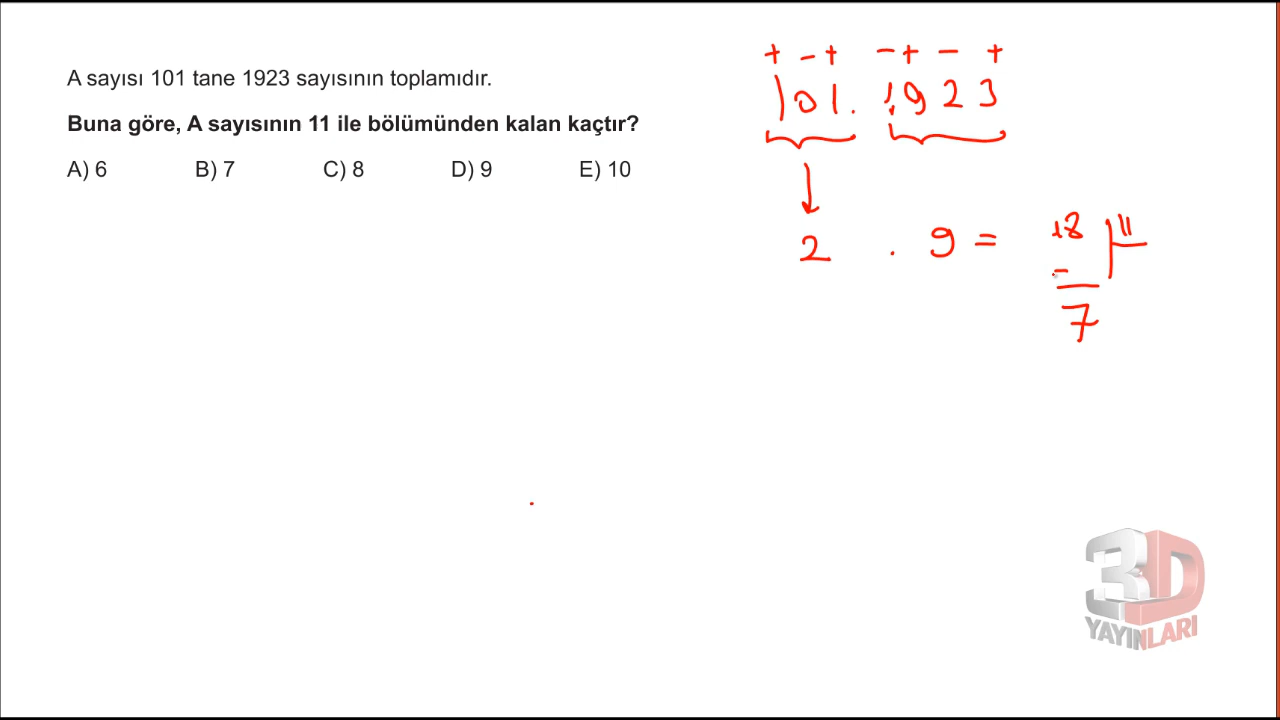 A sayısı 101 tane 1923 sayısının toplamıdır.
Buna göre, A sayısının 11 ile bölümünden kalan kaçtır?
A) 6 B) 7 C) 8 D) 9 E) 10
+ - + - + - +
101 . 1923
2 . 9 = 18 11
-
7
3D
YAYINLARI